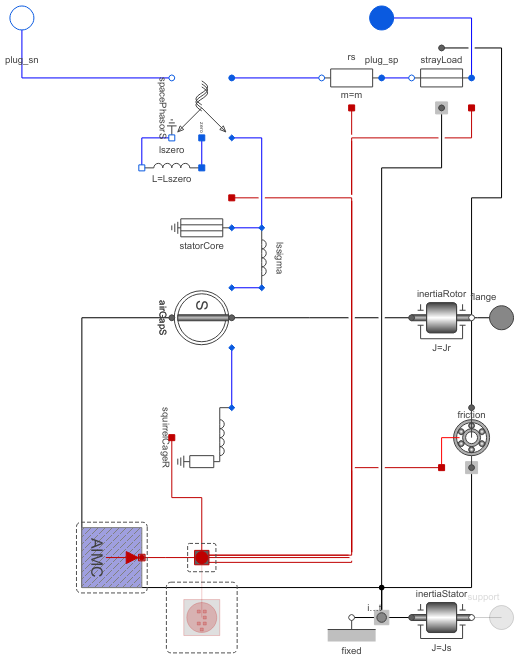 plug_sn
rs
plug_sp
strayLoad
m=m
spacePhasorS
zero
lszero
L=Lszero
statorCore
lssigma
airGapS
S
inertiaRotor
flange
J=Jr
squirrelCageR
friction
AIMC
inertiaStator
support
i...t
fixed
J=Js